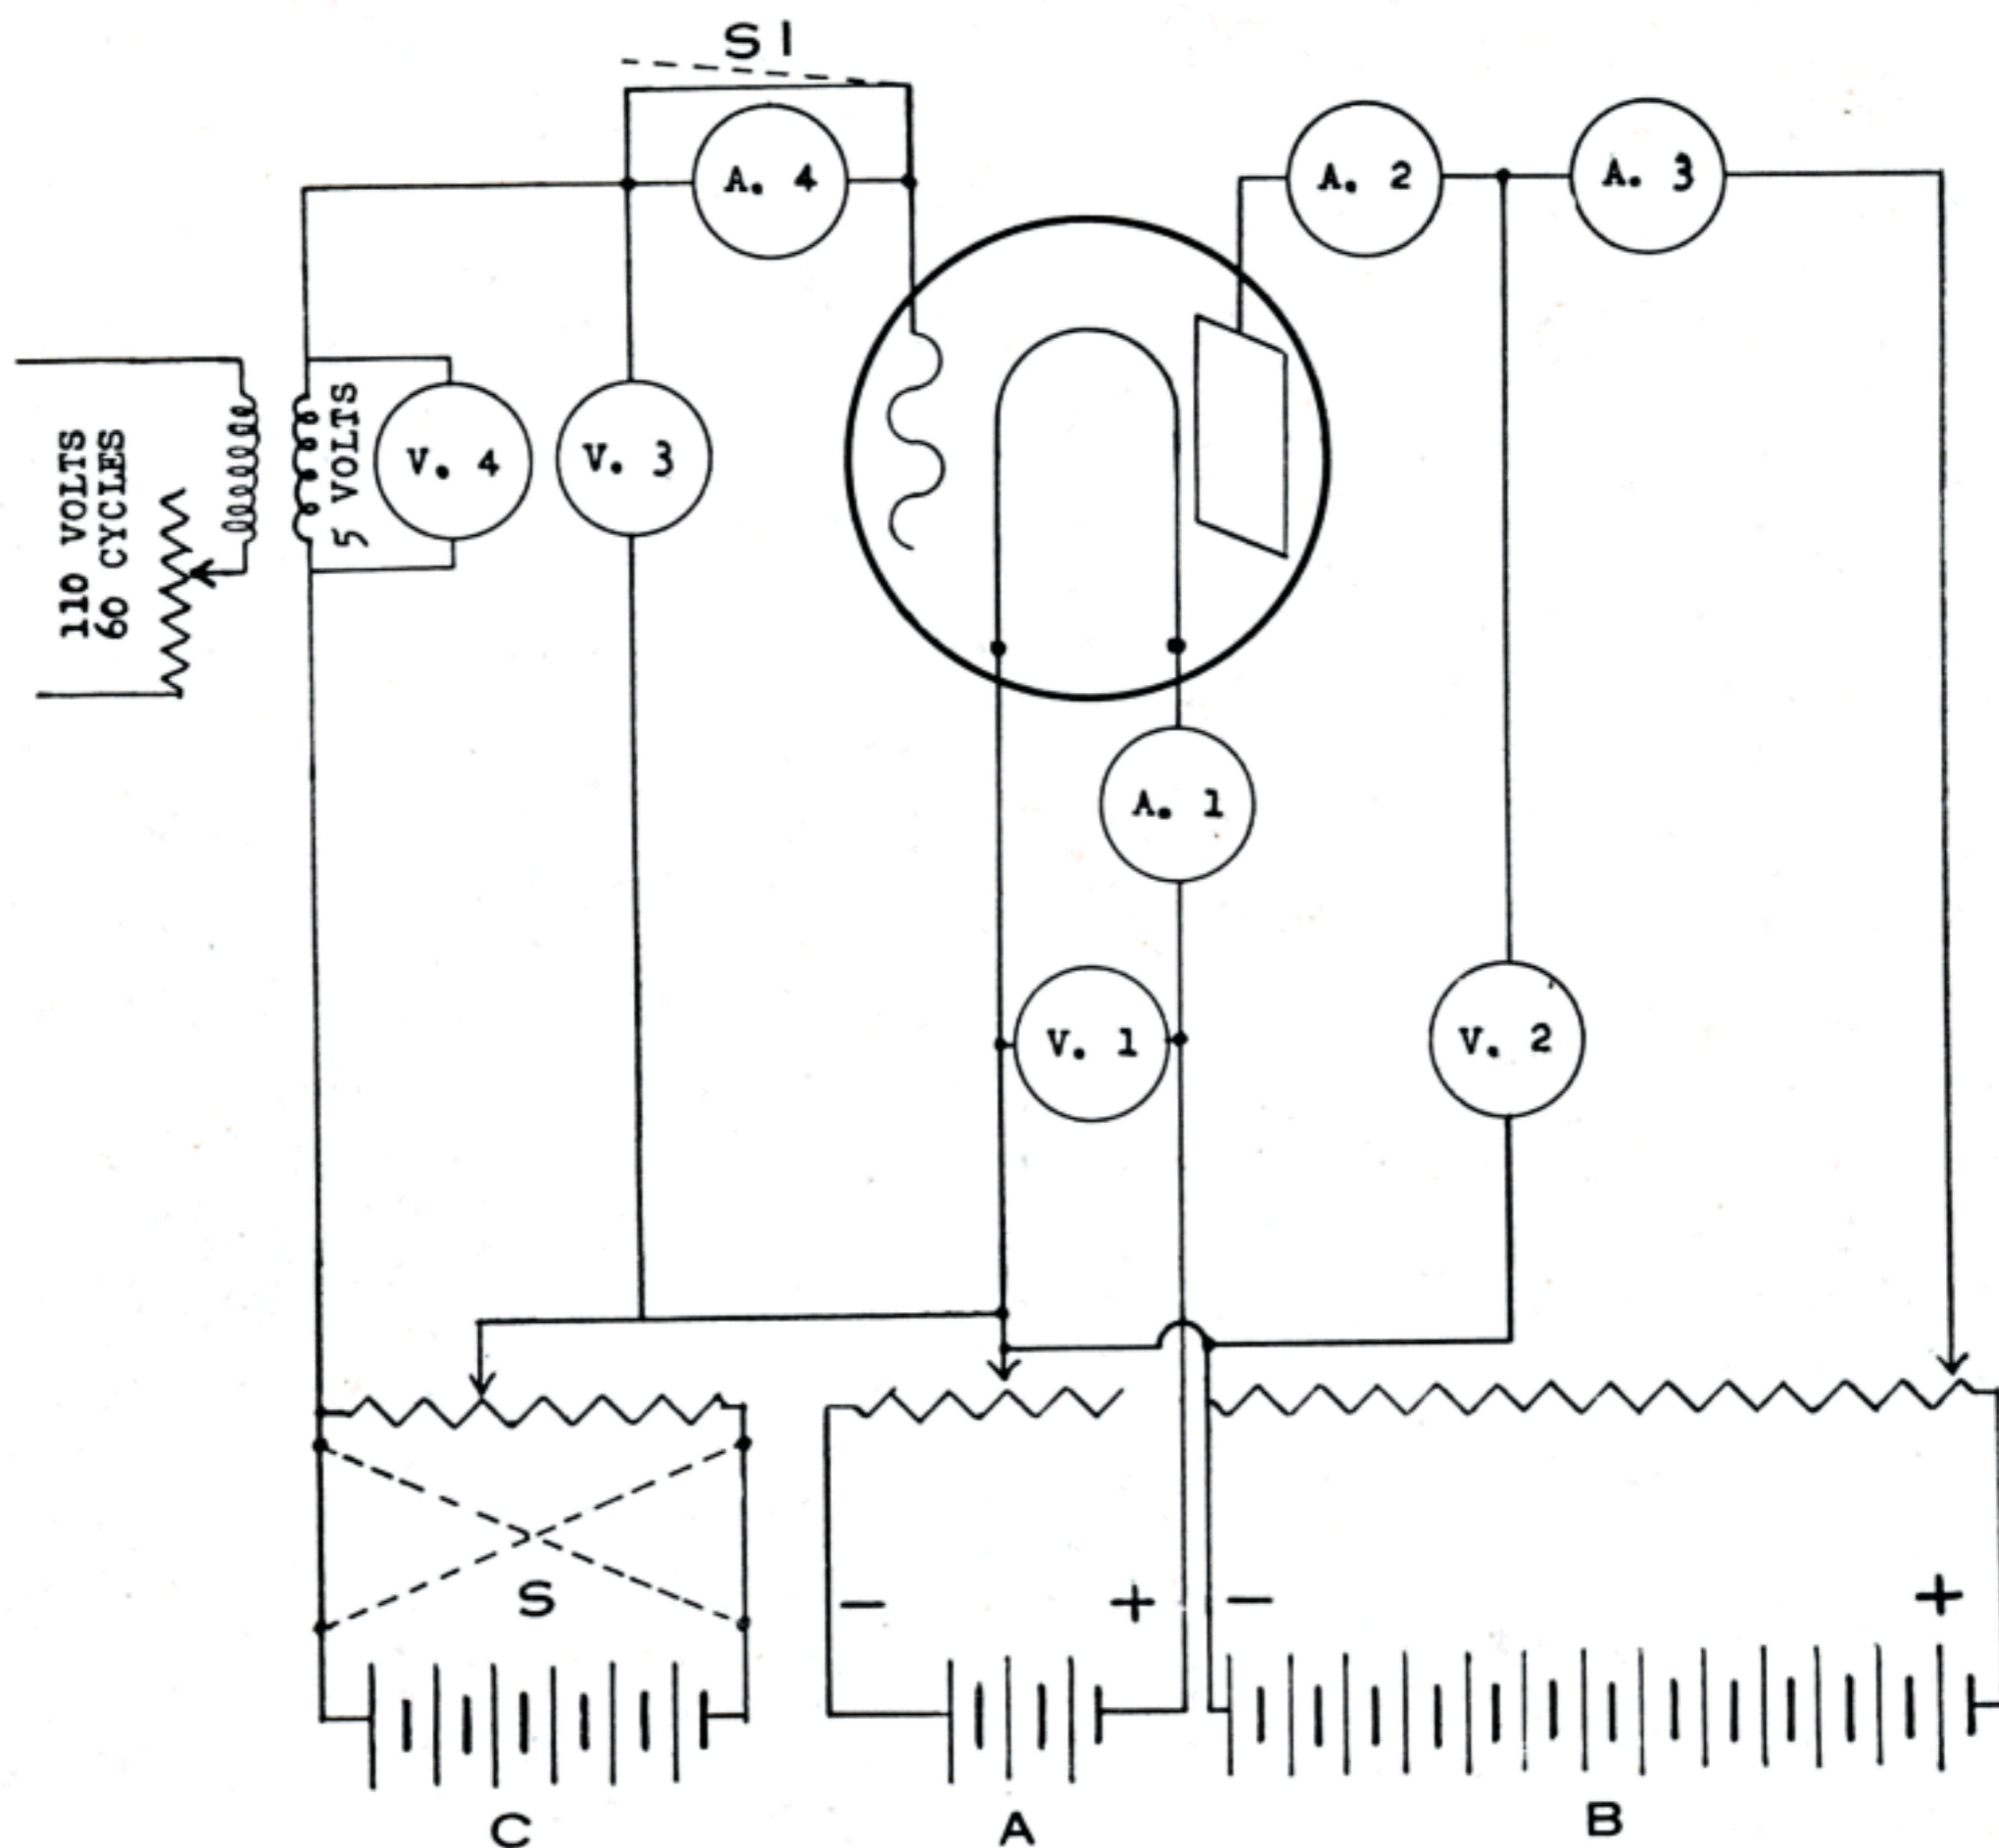 S1
A. 4
A. 2
A. 3
110 VOLTS
60 CYCLES
5 VOLTS
V. 4
V. 3
A. 1
V. 1
V. 2
S
−
+
−
+
C
A
B